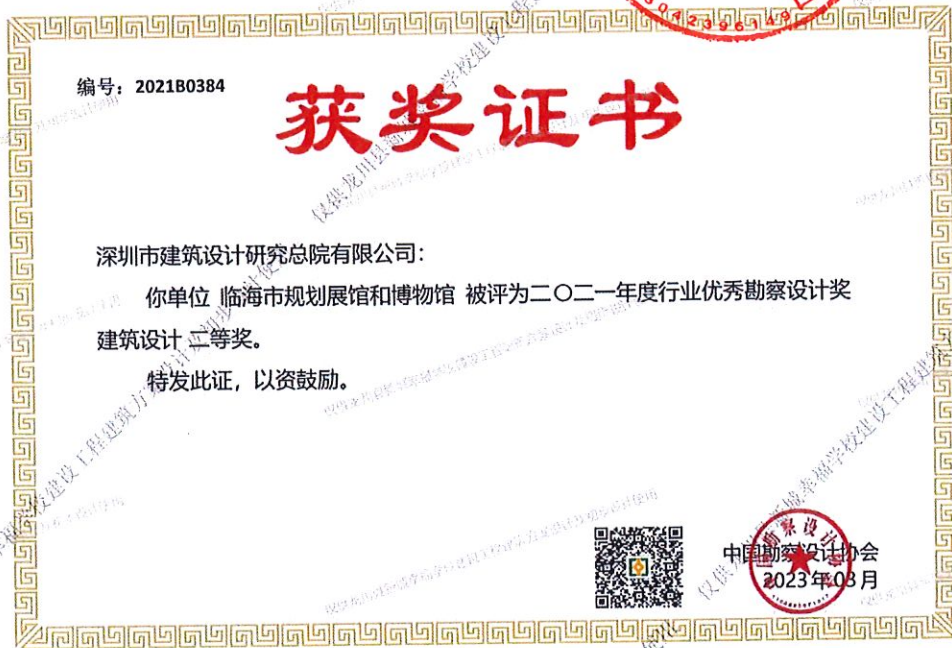 编号：2021B0384
获奖证书
深圳市建筑设计研究总院有限公司：
你单位 临海市规划展馆和博物馆 被评为二〇二一年度行业优秀勘察设计奖
建筑设计 二等奖。
特发此证，以资鼓励。
中国勘察设计协会
2023年03月